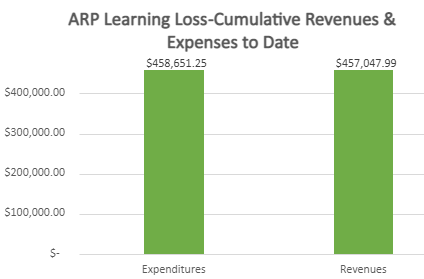 ARP Learning Loss-Cumulative Revenues &
Expenses to Date
$458,651.25 $457,047.99
$400,000.00
$300,000.00
$200,000.00
$100,000.00
$-
Expenditures Revenues